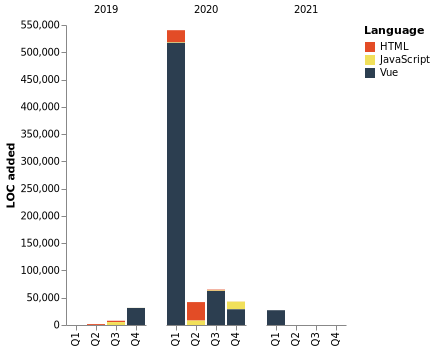 2019 2020 2021
Language
HTML
JavaScript
Vue
LOC added
550,000
500,000
450,000
400,000
350,000
300,000
250,000
200,000
150,000
100,000
50,000
0
Q1 Q2 Q3 Q4 Q1 Q2 Q3 Q4 Q1 Q2 Q3 Q4